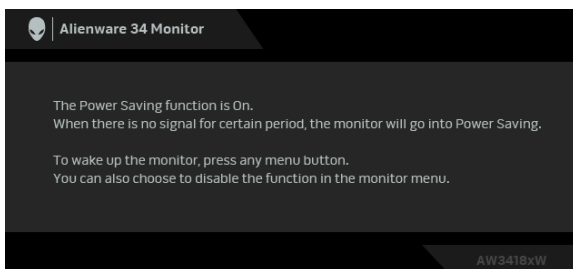 Alienware 34 Monitor
The Power Saving function is On.
When there is no signal for certain period, the monitor will go into Power Saving.
To wake up the monitor, press any menu button.
You can also choose to disable the function in the monitor menu.
AW3418xW